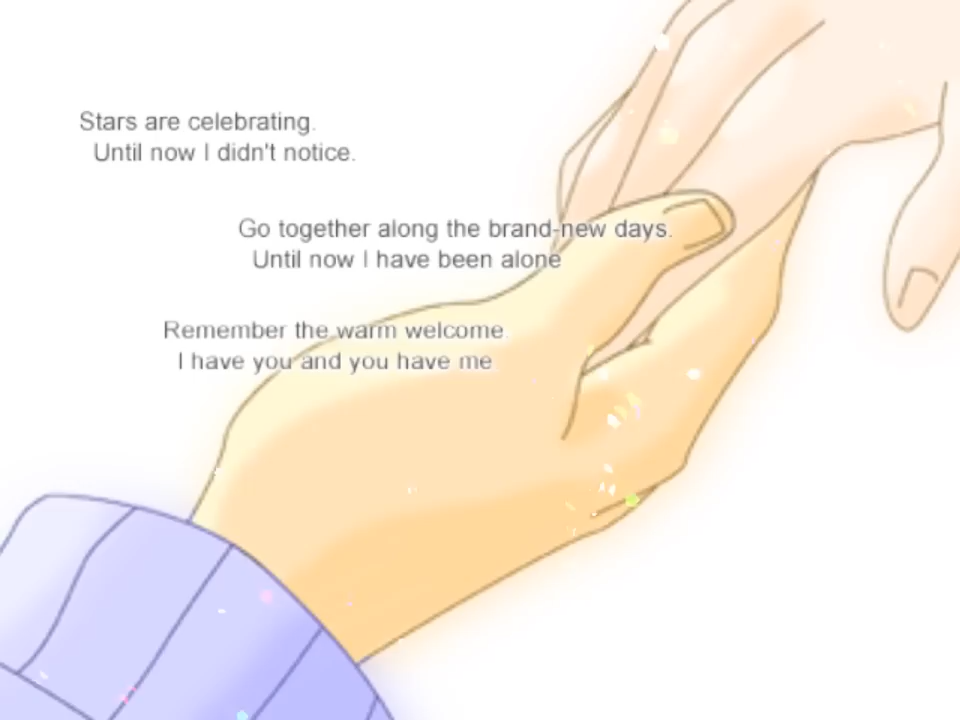 Stars are celebrating.
Until now I didn't notice.
Go together along the brand-new days.
Until now I have been alone
Remember the warm welcome.
I have you and you have me